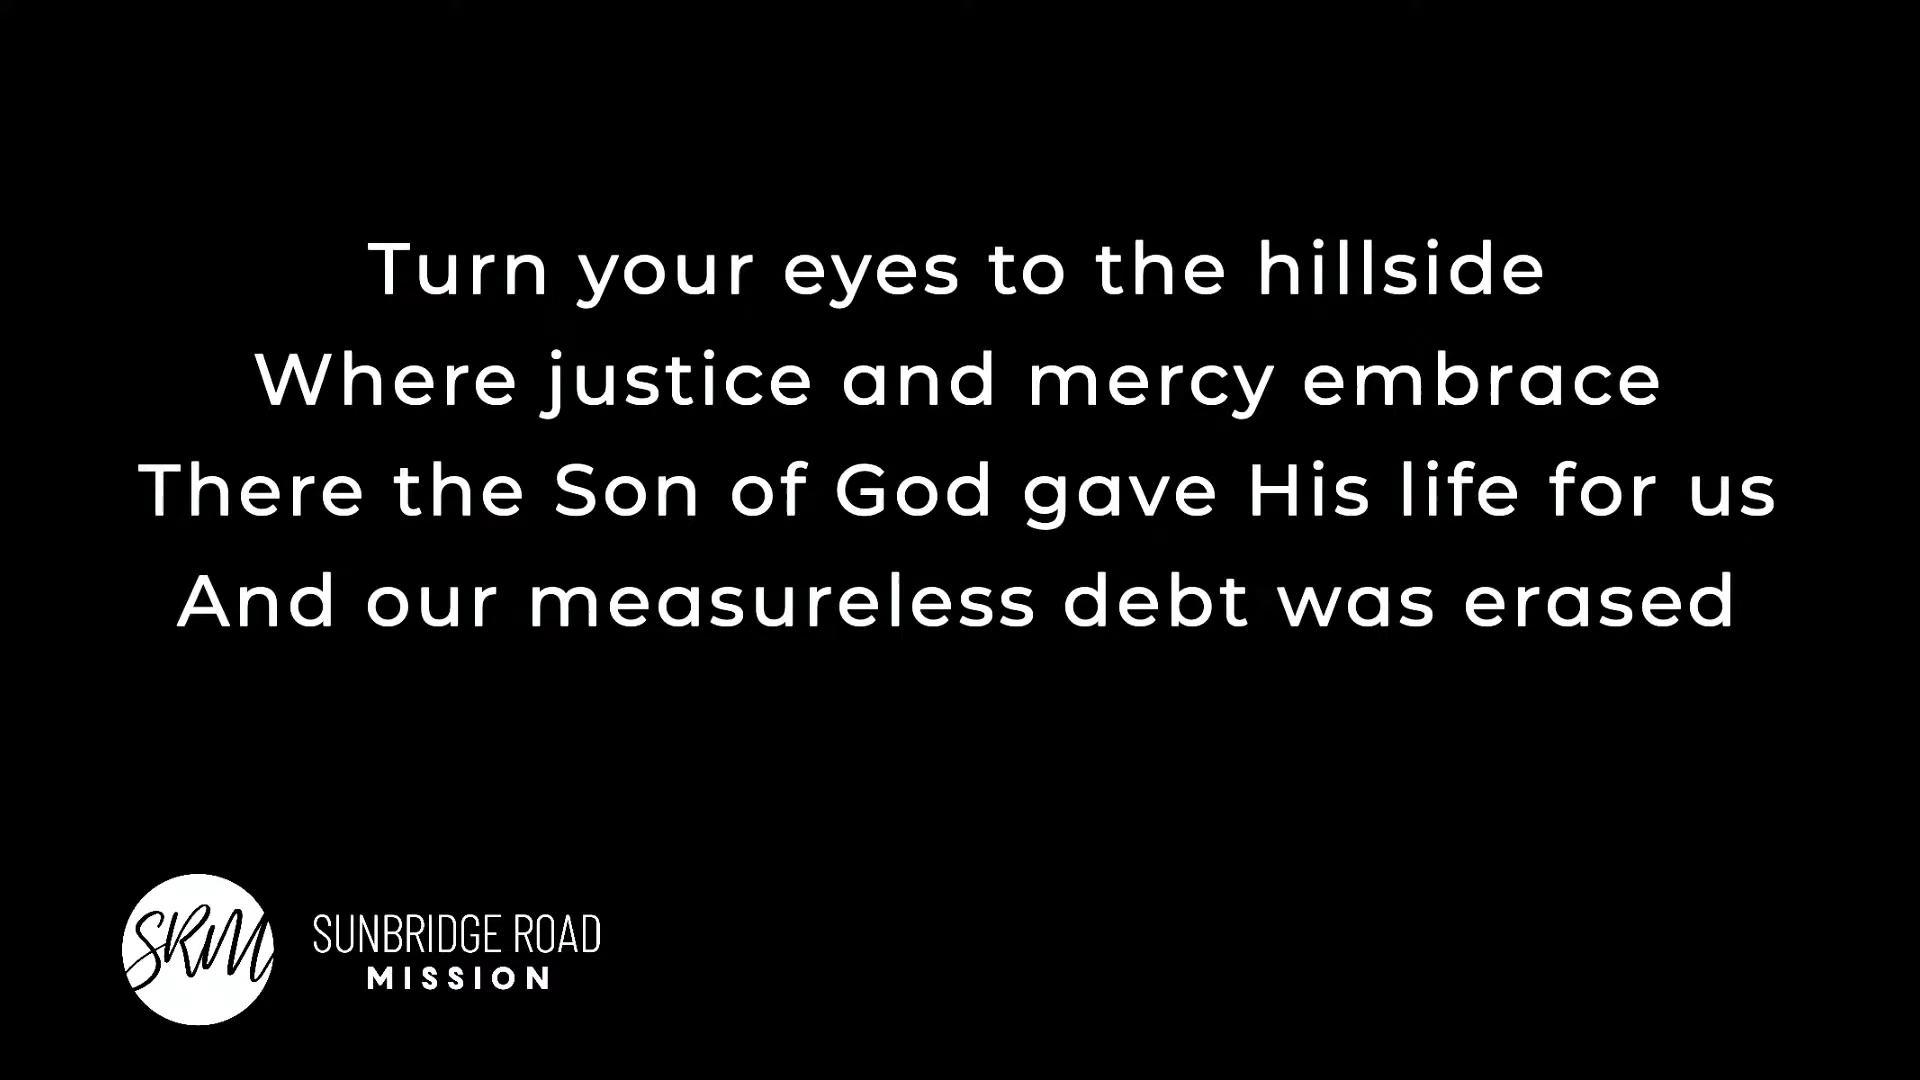 Turn your eyes to the hillside
Where justice and mercy embrace
There the Son of God gave His life for us
And our measureless debt was erased
SRM
SUNBRIDGE ROAD
MISSION